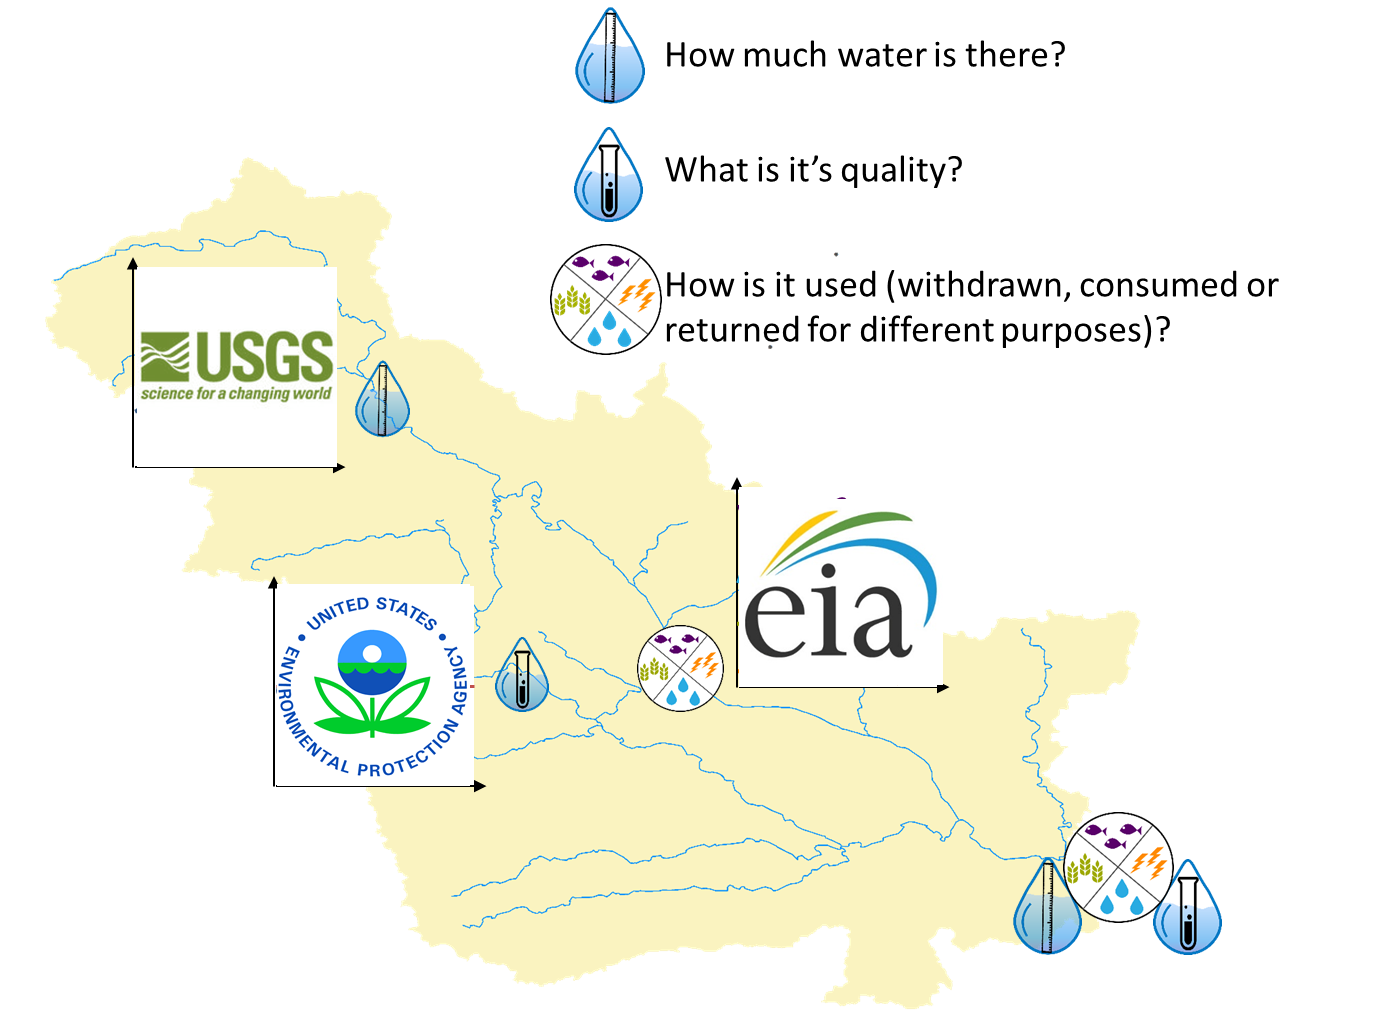 How much water is there?
What is it’s quality?
How is it used (withdrawn, consumed or
returned for different purposes)?
USGS
science for a changing world
eia
UNITED STATES
ENVIRONMENTAL PROTECTION AGENCY